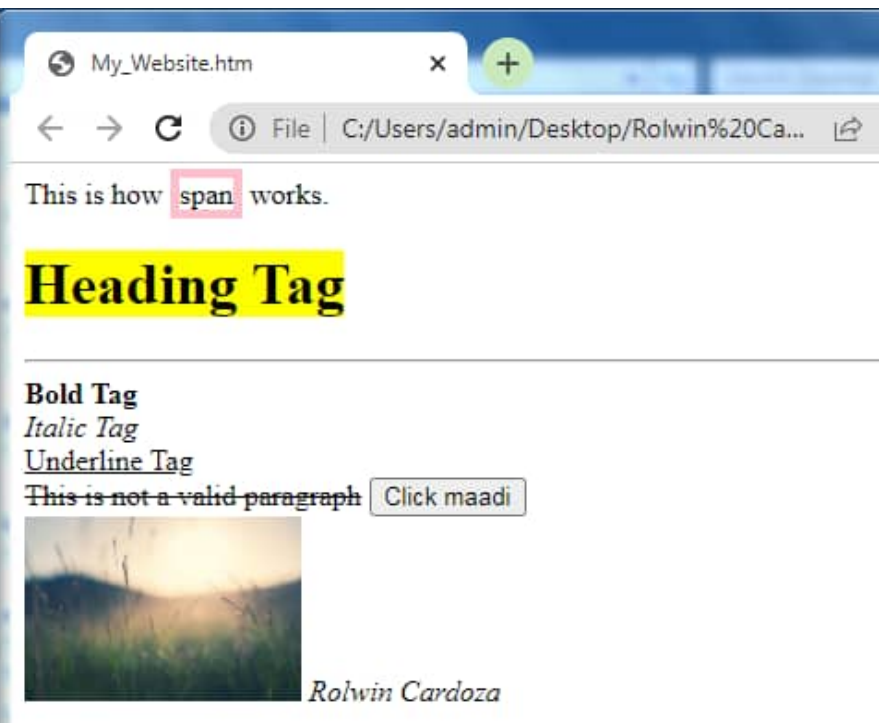 My_Website.htm
File | C:/Users/admin/Desktop/Rolwin%20Ca...
This is how span works.
Heading Tag
Bold Tag
Italic Tag
Underline Tag
This is not a valid paragraph Click maadi
Rolwin Cardoza